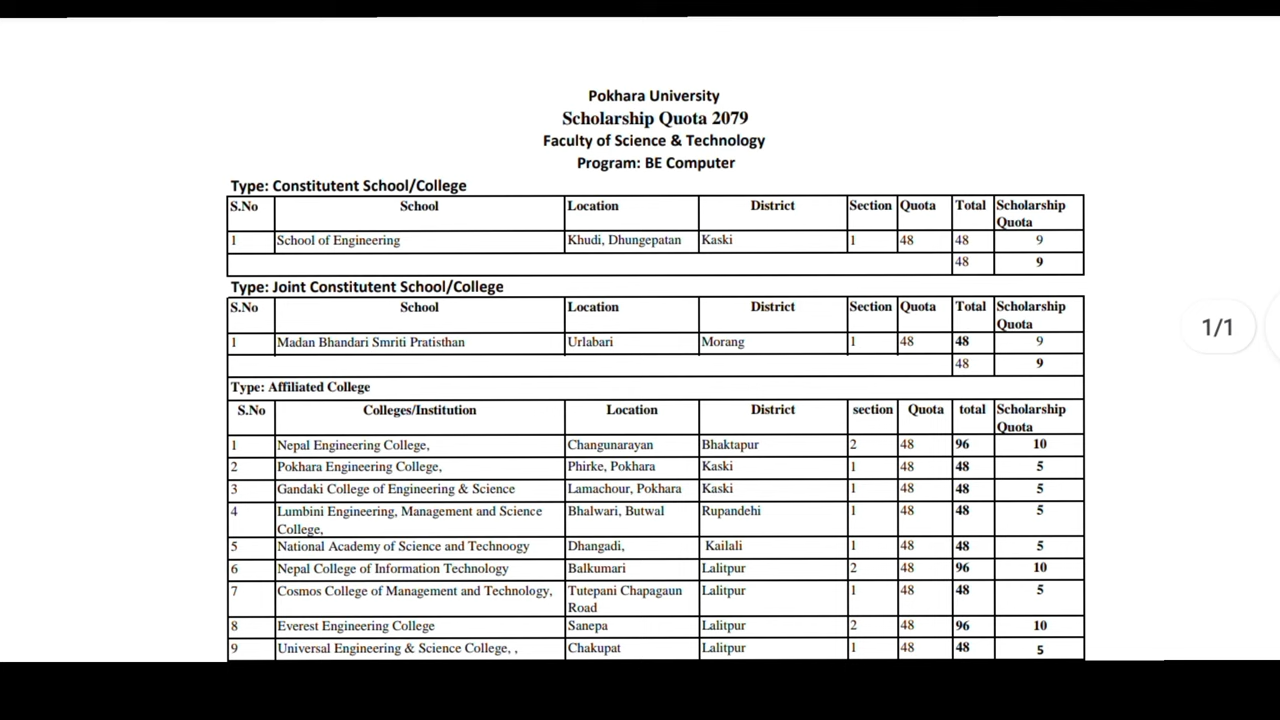 Pokhara University
Scholarship Quota 2079
Faculty of Science & Technology
Program: BE Computer
Type: Constitutent School/College
S.No School Location District Section Quota Total Scholarship Quota
1 School of Engineering Khudi, Dhungepatan Kaski 1 48 48 9
48 9
Type: Joint Constitutent School/College
S.No School Location District Section Quota Total Scholarship Quota
1 Madan Bhandari Smriti Pratisthan Urlabari Morang 1 48 48 9
48 9
Type: Affiliated College
S.No Colleges/Institution Location District section Quota total Scholarship Quota
1 Nepal Engineering College, Changunarayan Bhaktapur 2 48 96 10
2 Pokhara Engineering College, Phirke, Pokhara Kaski 1 48 48 5
3 Gandaki College of Engineering & Science Lamachour, Pokhara Kaski 1 48 48 5
4 Lumbini Engineering, Management and Science College, Bhalwari, Butwal Rupandehi 1 48 48 5
5 National Academy of Science and Technoogy Dhangadi, Kailali 1 48 48 5
6 Nepal College of Information Technology Balkumari Lalitpur 2 48 96 10
7 Cosmos College of Management and Technology, Tutepani Chapagaun Road Lalitpur 1 48 48 5
8 Everest Engineering College Sanepa Lalitpur 2 48 96 10
9 Universal Engineering & Science College, , Chakupat Lalitpur 1 48 48 5
1/1